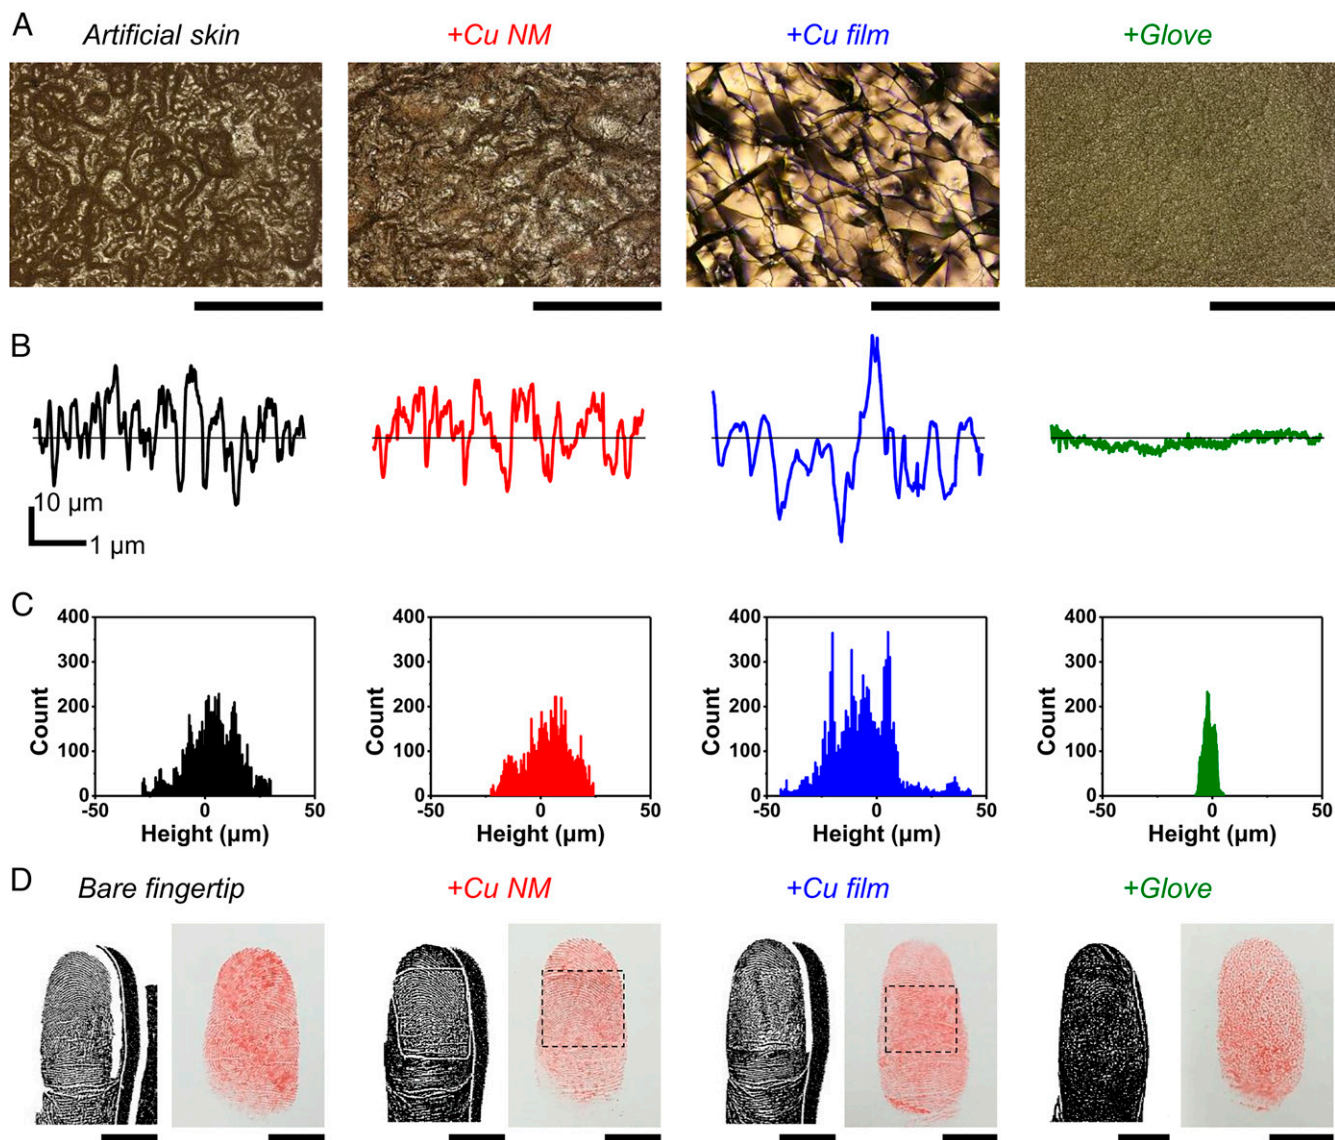 A
Artificial skin
+Cu NM
+Cu film
+Glove
B
10 µm
1 µm
C
400
300
200
100
0
Count
-50
0
50
Height (µm)
400
300
200
100
0
Count
-50
0
50
Height (µm)
400
300
200
100
0
Count
-50
0
50
Height (µm)
400
300
200
100
0
Count
-50
0
50
Height (µm)
D
Bare fingertip
+Cu NM
+Cu film
+Glove